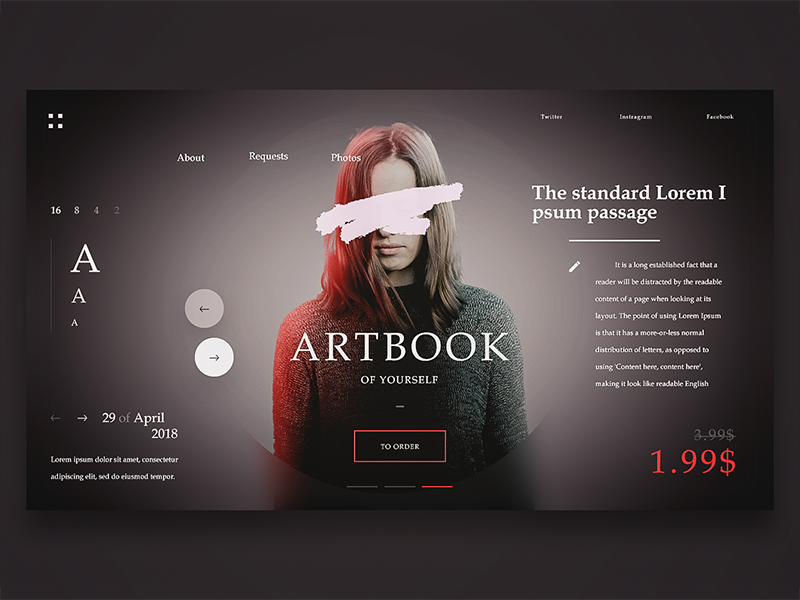 Twitter
Instragram
Facebook
About
Requests
Photos
16 8 4 2
A
A
A
The standard Lorem I
psum passage
It is a long established fact that a
reader will be distracted by the readable
content of a page when looking at its
layout. The point of using Lorem Ipsum
is that it has a more-or-less normal
distribution of letters, as opposed to
using 'Content here, content here',
making it look like readable English
← 
→
ARTBOOK
OF YOURSELF
TO ORDER
← → 29 of April
2018
Lorem ipsum dolor sit amet, consectetur
adipiscing elit, sed do eiusmod tempor.
3.99$
1.99$